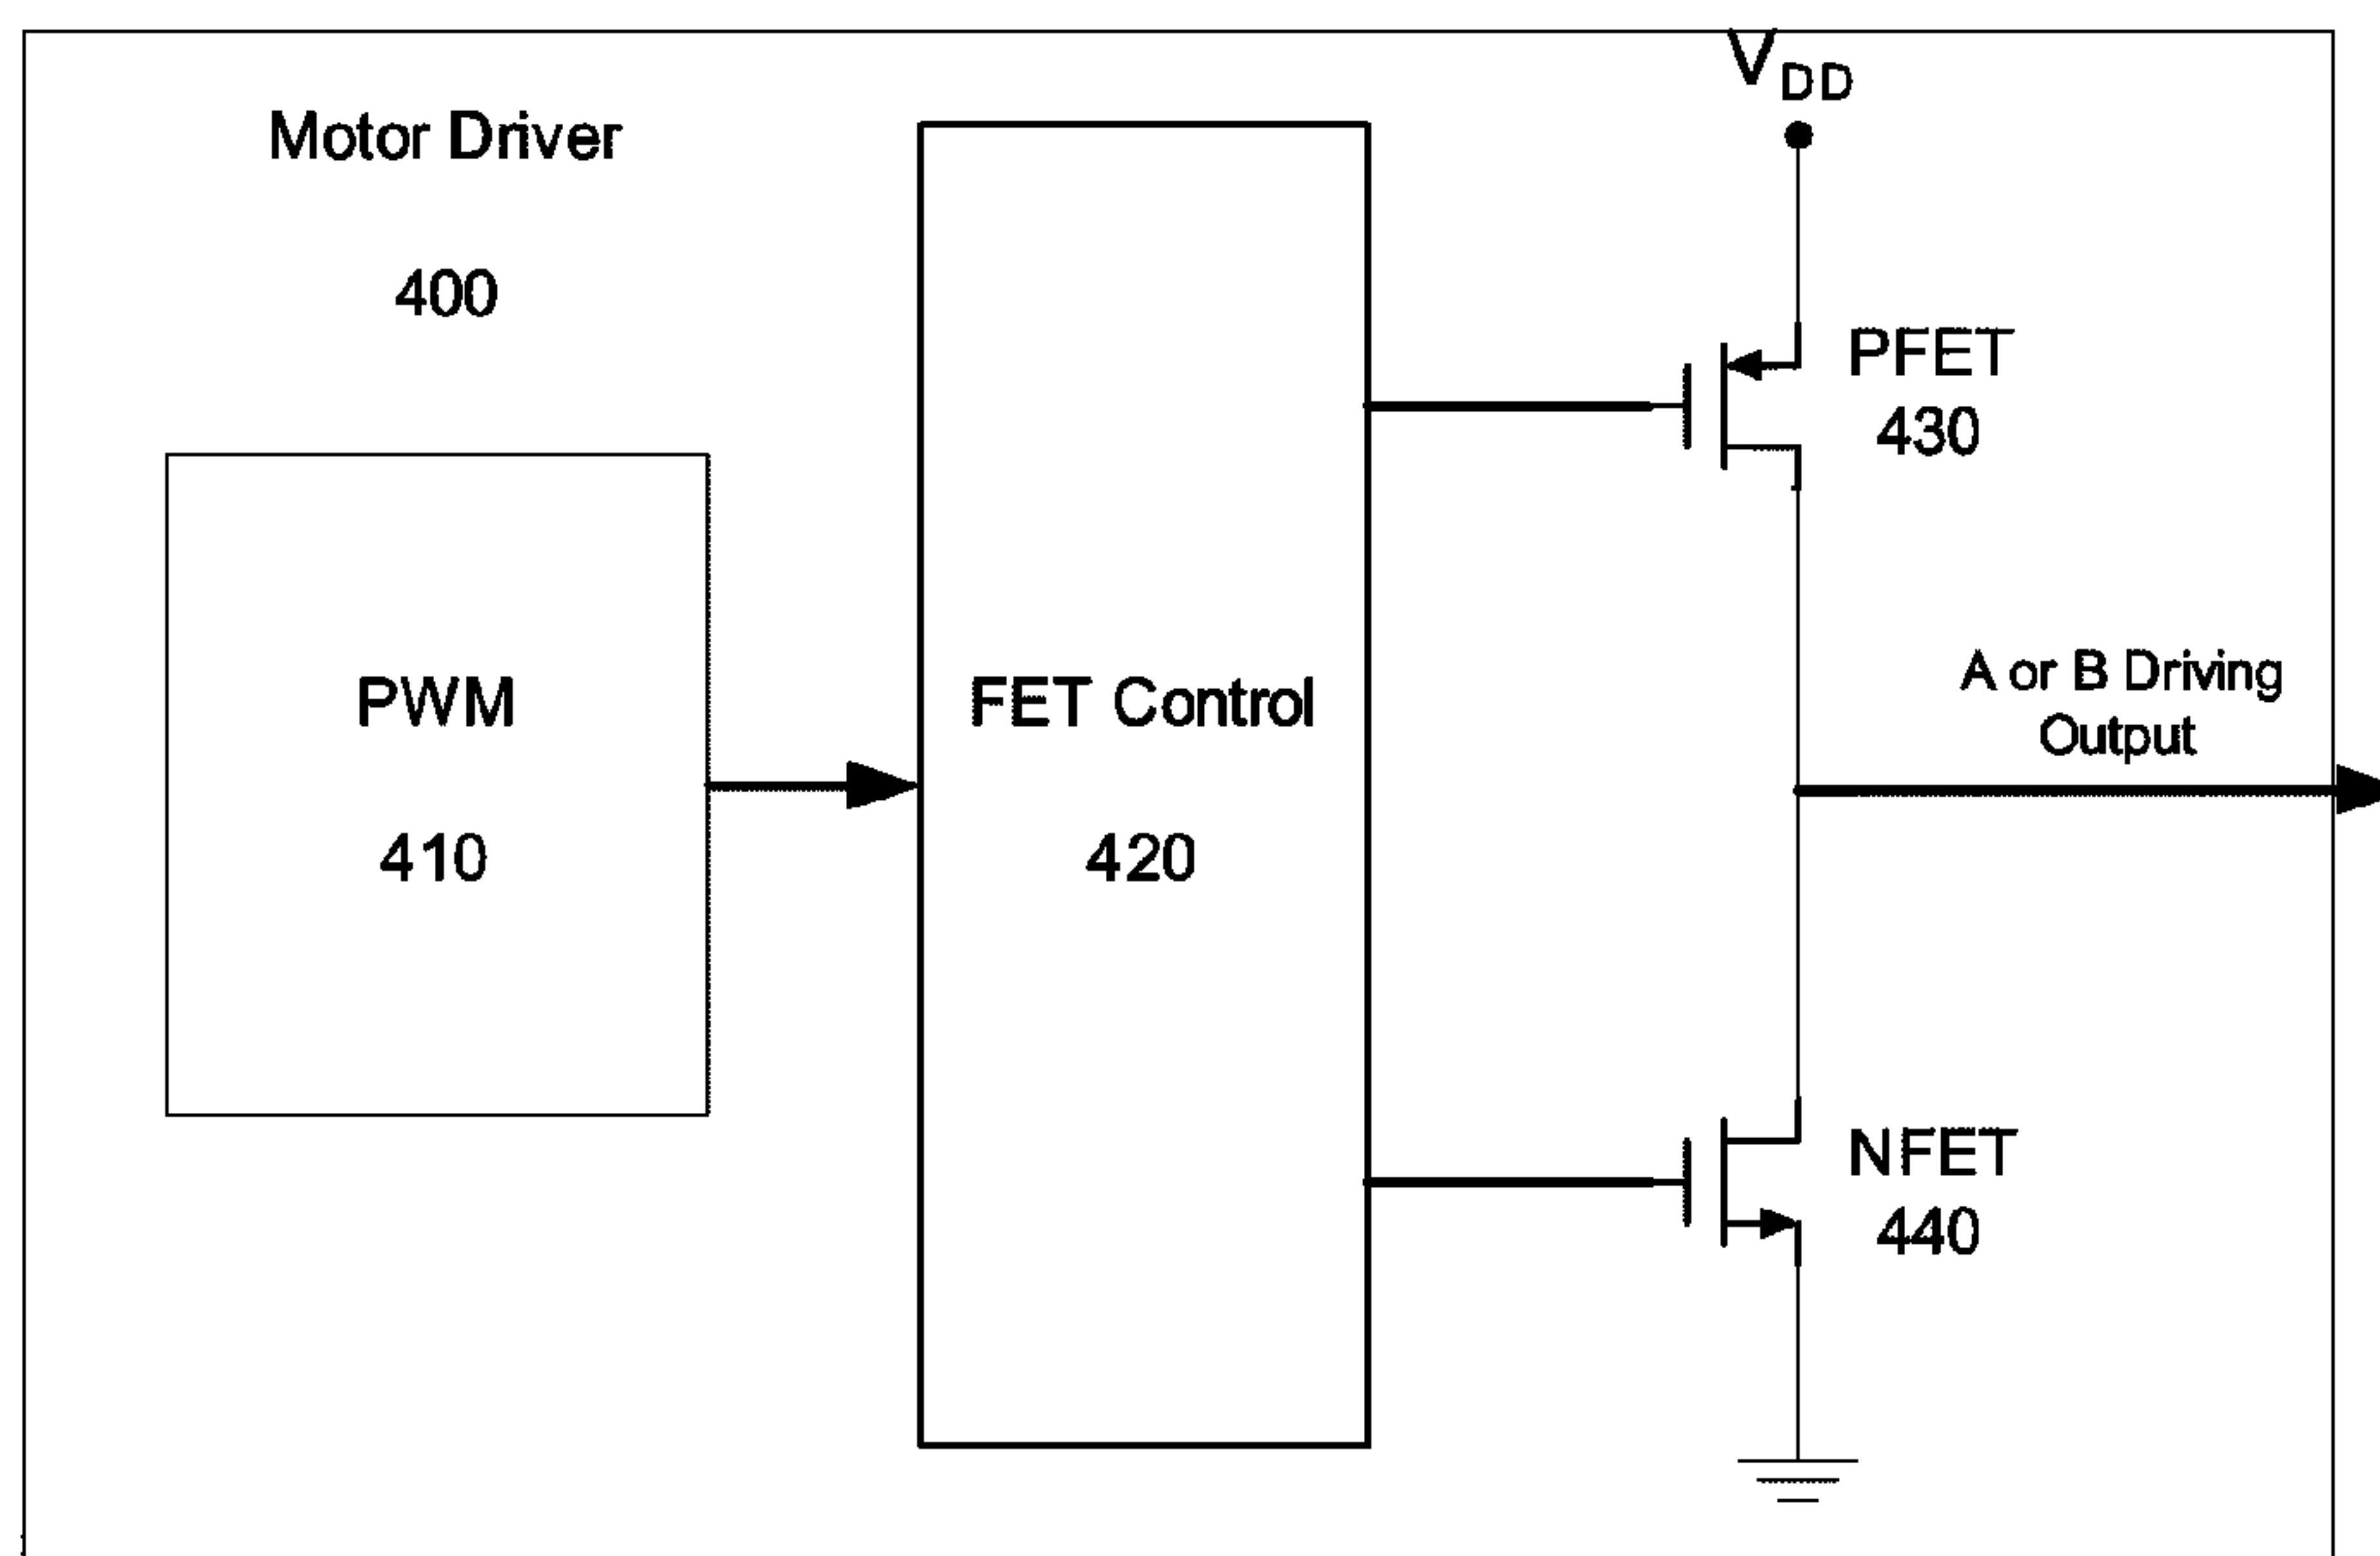 Motor Driver
400
PWM
410
FET Control
420
VDD
PFET
430
A or B Driving
Output
NFET
440